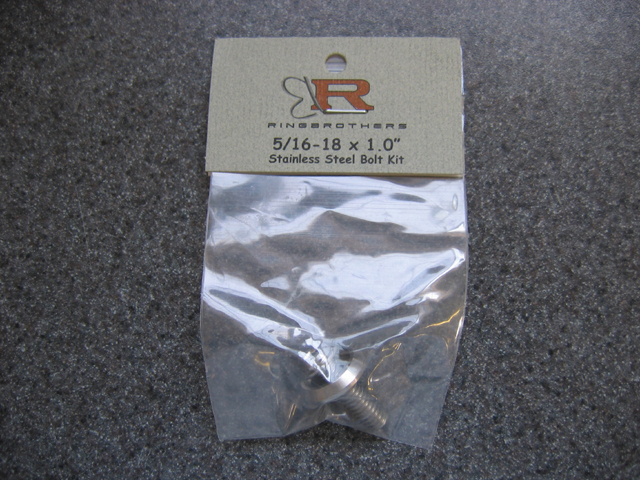 R
RINGBROTHERS
5/16-18 x 1.0"
Stainless Steel Bolt Kit